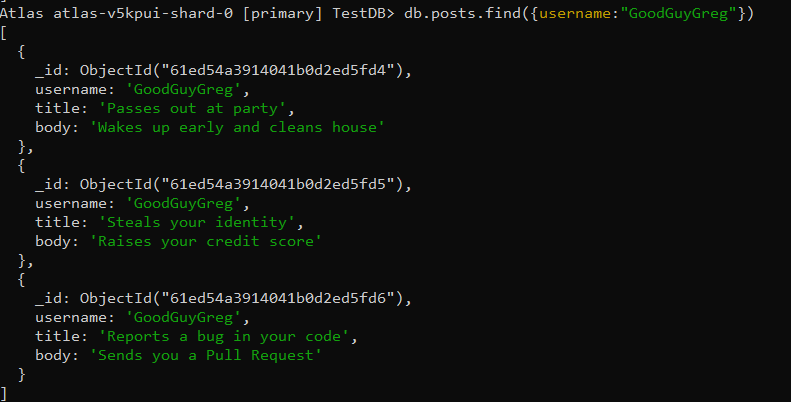 Atlas atlas-v5kpui-shard-0 [primary] TestDB> db.posts.find({username:"GoodGuyGreg"})
[
  {
    _id: ObjectId("61ed54a3914041b0d2ed5fd4"),
    username: 'GoodGuyGreg',
    title: 'Passes out at party',
    body: 'Wakes up early and cleans house'
  },
  {
    _id: ObjectId("61ed54a3914041b0d2ed5fd5"),
    username: 'GoodGuyGreg',
    title: 'Steals your identity',
    body: 'Raises your credit score'
  },
  {
    _id: ObjectId("61ed54a3914041b0d2ed5fd6"),
    username: 'GoodGuyGreg',
    title: 'Reports a bug in your code',
    body: 'Sends you a Pull Request'
  }
]